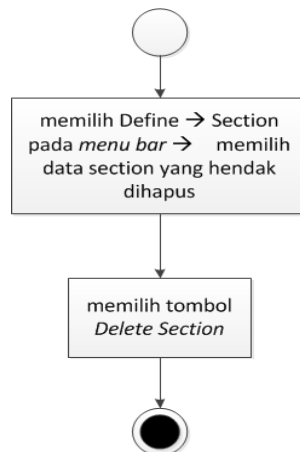 memilih Define → Section
pada menu bar → memilih
data section yang hendak
dihapus
memilih tombol
Delete Section